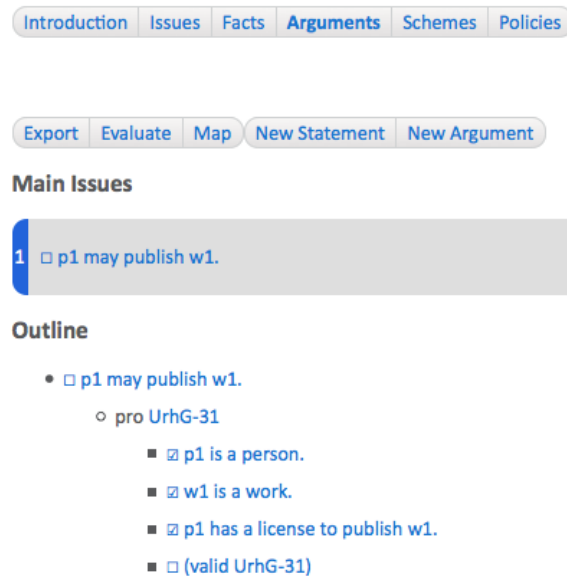 Introduction Issues Facts Arguments Schemes Policies
Export Evaluate Map New Statement New Argument
Main Issues
1 ☐ p1 may publish w1.
Outline
• ☐ p1 may publish w1.
○ pro UrhG-31
▪ ☑ p1 is a person.
▪ ☑ w1 is a work.
▪ ☑ p1 has a license to publish w1.
▪ ☐ (valid UrhG-31)